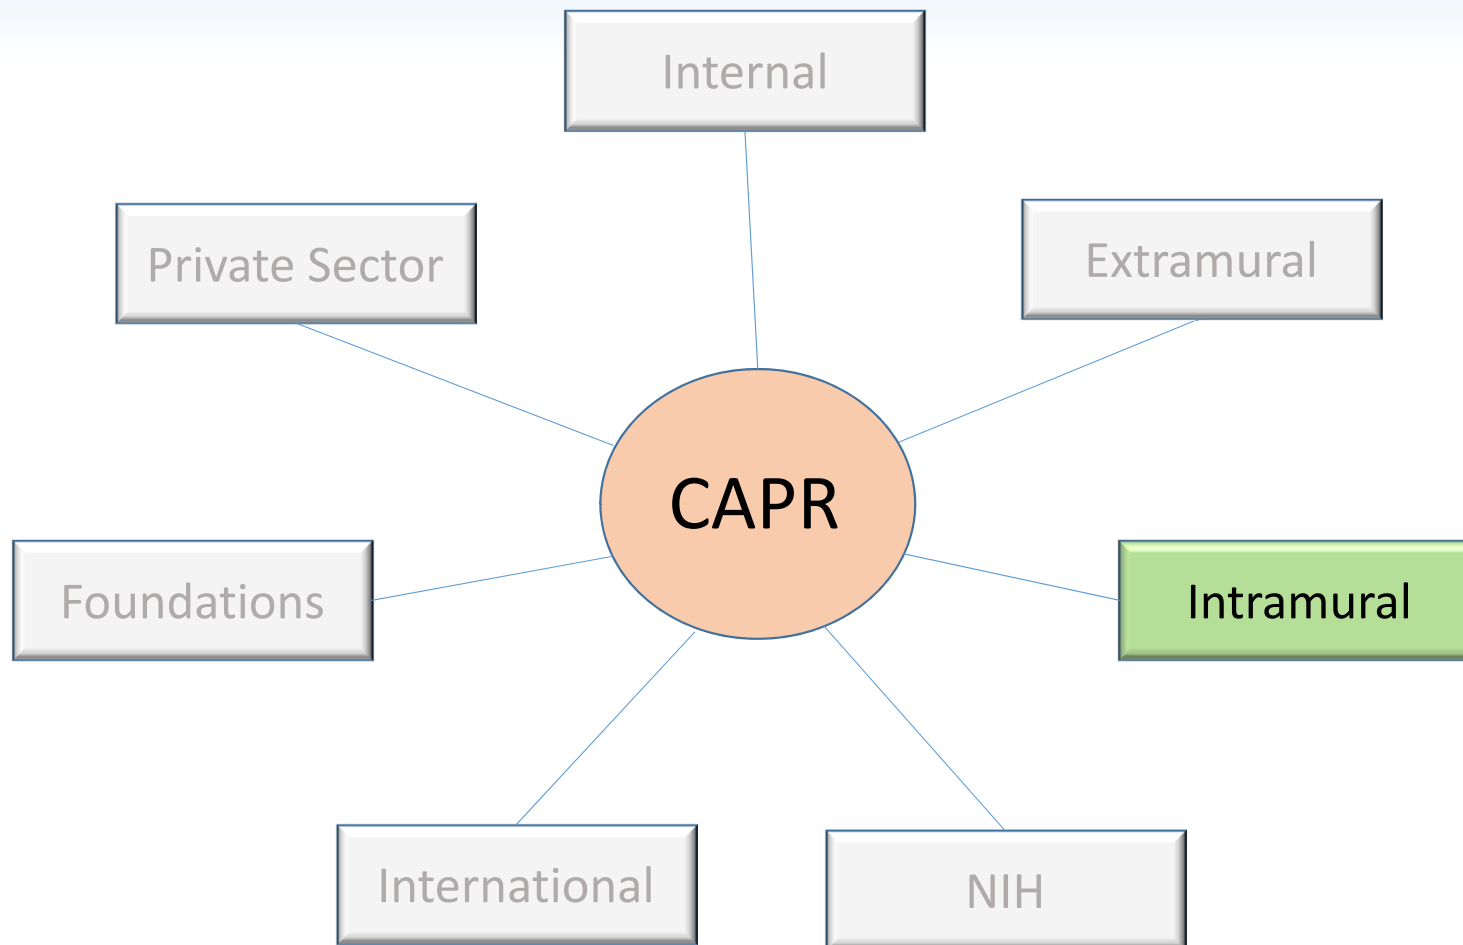 Internal
Private Sector
Extramural
CAPR
Foundations
Intramural
International
NIH